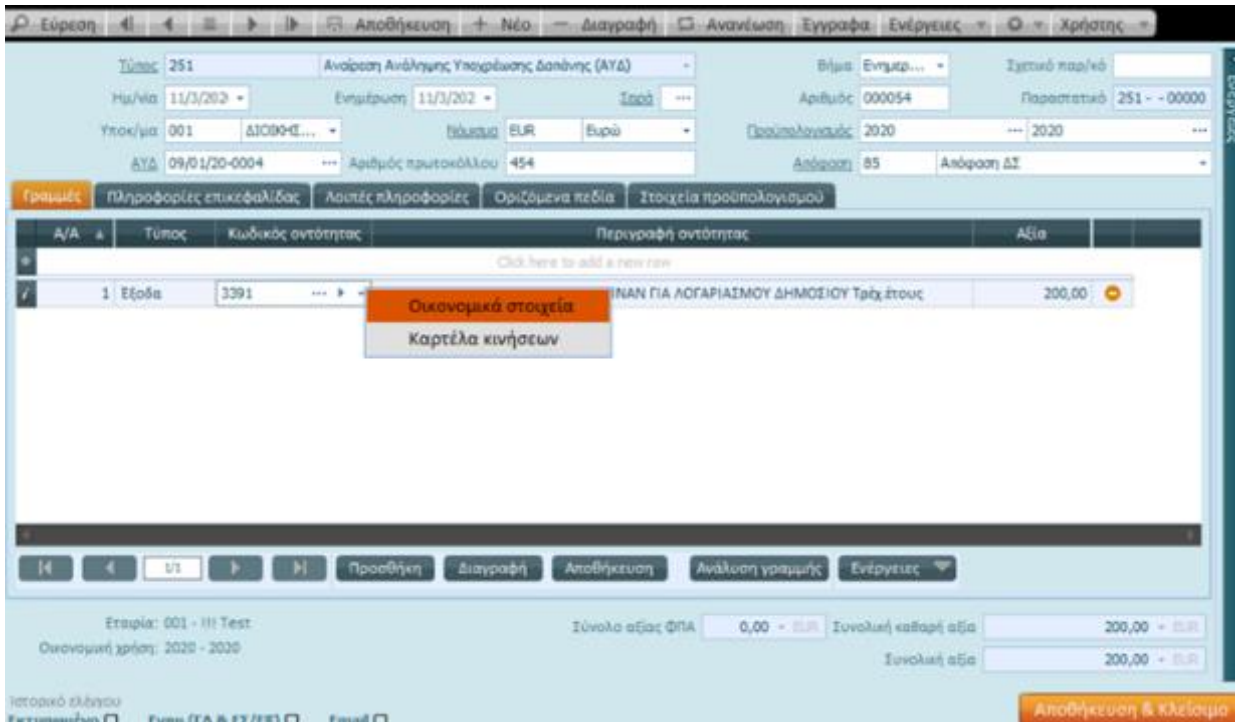 Εύρεση Αποθήκευση Νέο Διαγραφή Ανανέωση Έγγραφα Ενέργειες Χρήστης
Τύπος 251 Αναίρεση Ανάληψης Υποχρέωσης Δαπάνης (ΑΥΔ) Βήμα Ενημερ... Σχετικό παρ/κό
Ημ/νία 11/3/202 Ενημέρωση 11/3/202 Σειρά ... Αριθμός 000054 Παραστατικό 251 - - 00000
Υποκ/μα 001 ΔΙΟΙΚΗΣ... Νόμισμα EUR Ευρώ Προϋπολογισμός 2020 ... 2020 ...
ΑΥΔ 09/01/20-0004 ... Αριθμός πρωτοκόλλου 454 Απόφαση 85 Απόφαση ΔΣ
Γραμμές Πληροφορίες επικεφαλίδας Λοιπές πληροφορίες Οριζόμενα πεδία Στοιχεία προϋπολογισμού
Α/Α Τύπος Κωδικός οντότητας Περιγραφή οντότητας Αξία
Click here to add a new row
1 Έξοδα 3391 ... ΓΙΑ ΛΟΓΑΡΙΑΣΜΟΥ ΔΗΜΟΣΙΟΥ Τρέχ.έτους 200,00
Οικονομικά στοιχεία
Καρτέλα κινήσεων
1/1 Προσθήκη Διαγραφή Αποθήκευση Ανάλυση γραμμής Ενέργειες
Εταιρία: 001 - !!! Test Σύνολο αξίας ΦΠΑ 0,00 EUR Συνολική καθαρή αξία 200,00 EUR
Οικονομική χρήση: 2020 - 2020 Συνολική αξία 200,00 EUR
Ιστορικό ελέγχου
Email Αποθήκευση & Κλείσιμο